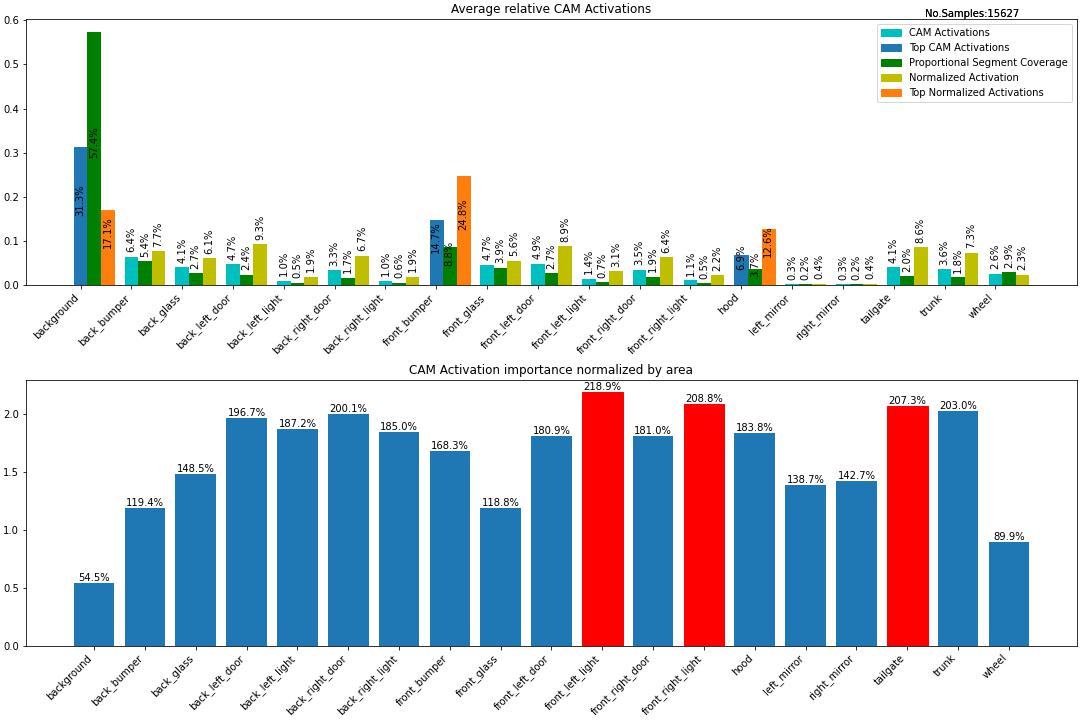 Average relative CAM Activations
No.Samples:15627
CAM Activations
Top CAM Activations
Proportional Segment Coverage
Normalized Activation
Top Normalized Activations
0.6
0.5
0.4
0.3
0.2
0.1
0.0
31.3% 57.4% 17.1%
6.4% 5.4% 7.7%
4.1% 2.7% 6.1%
4.7% 2.4% 9.3%
1.0% 0.5% 1.9%
3.3% 1.7% 6.7%
1.0% 0.6% 1.9%
14.7% 8.8% 24.8%
4.7% 3.9% 5.6%
4.9% 2.7% 8.9%
1.4% 0.7% 3.1%
3.5% 1.9% 6.4%
1.1% 0.5% 2.2%
6.9% 3.7% 12.6%
0.3% 0.2% 0.4%
0.3% 0.2% 0.4%
4.1% 2.0% 8.6%
3.6% 1.8% 7.3%
2.6% 2.9% 2.3%
background
back_bumper
back_glass
back_left_door
back_left_light
back_right_door
back_right_light
front_bumper
front_glass
front_left_door
front_left_light
front_right_door
front_right_light
hood
left_mirror
right_mirror
tailgate
trunk
wheel
CAM Activation importance normalized by area
2.0
1.5
1.0
0.5
0.0
54.5%
119.4%
148.5%
196.7%
187.2%
200.1%
185.0%
168.3%
118.8%
180.9%
218.9%
181.0%
208.8%
183.8%
138.7%
142.7%
207.3%
203.0%
89.9%
background
back_bumper
back_glass
back_left_door
back_left_light
back_right_door
back_right_light
front_bumper
front_glass
front_left_door
front_left_light
front_right_door
front_right_light
hood
left_mirror
right_mirror
tailgate
trunk
wheel